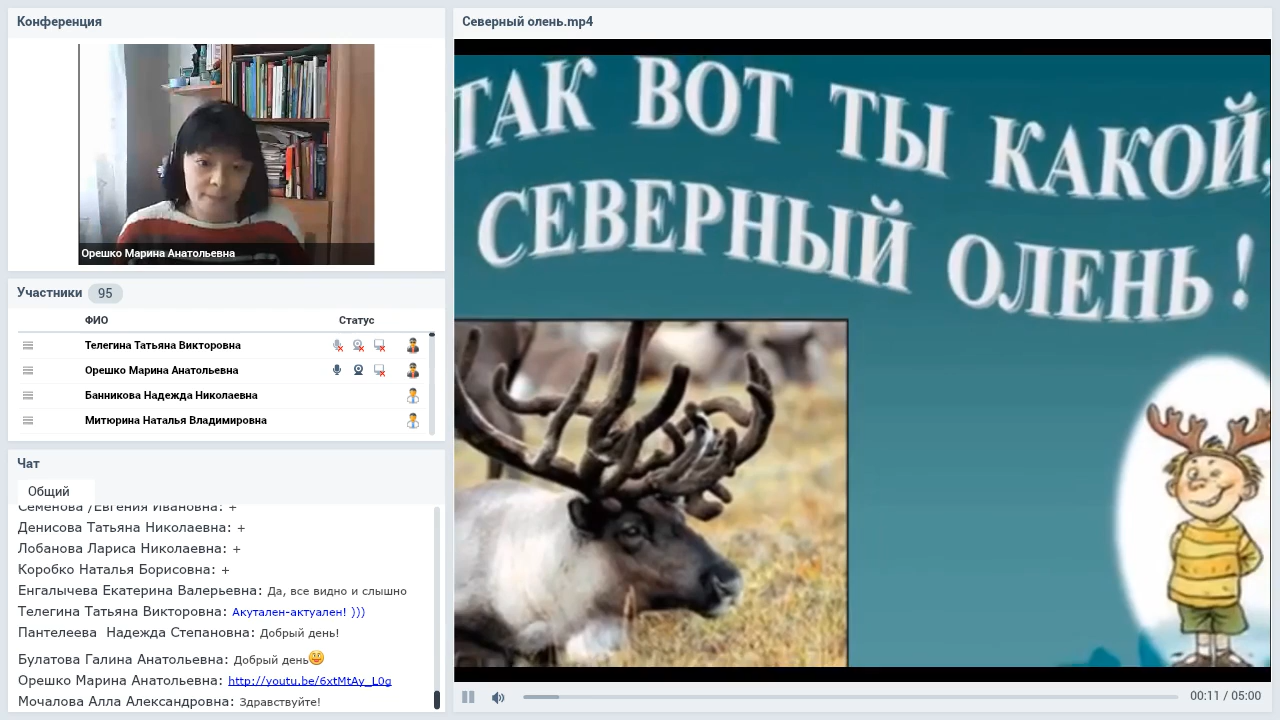 Конференция
Орешко Марина Анатольевна
Участники 95
ФИО Статус
Телегина Татьяна Викторовна
Орешко Марина Анатольевна
Банникова Надежда Николаевна
Митюрина Наталья Владимировна
Чат
Общий
Семенова /Евгения Ивановна: +
Денисова Татьяна Николаевна: +
Лобанова Лариса Николаевна: +
Коробко Наталья Борисовна: +
Енгалычева Екатерина Валерьевна: Да, все видно и слышно
Телегина Татьяна Викторовна: Акутален-актуален! )))
Пантелеева Надежда Степановна: Добрый день!
Булатова Галина Анатольевна: Добрый день
Орешко Марина Анатольевна: http://youtu.be/6xtMtAy_L0g
Мочалова Алла Александровна: Здравствуйте!
Северный олень.mp4
ТАК ВОТ ТЫ КАКОЙ,
СЕВЕРНЫЙ ОЛЕНЬ!
00:11 / 05:00